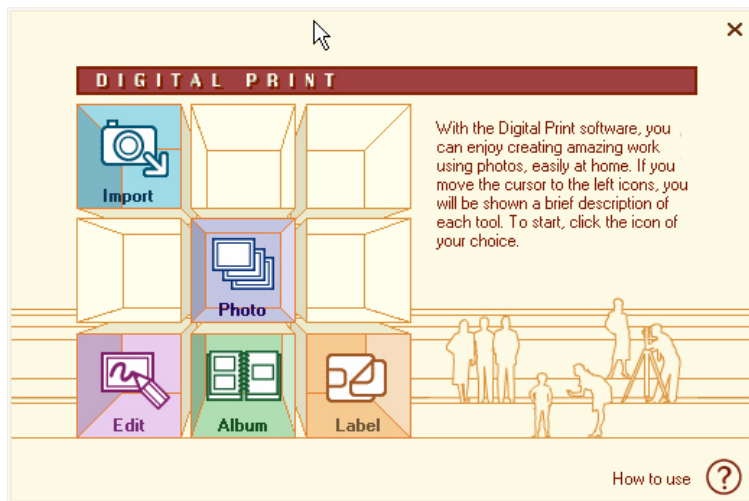 DIGITAL PRINT
Import
With the Digital Print software, you
can enjoy creating amazing work
using photos, easily at home. If you
move the cursor to the left icons, you
will be shown a brief description of
each tool. To start, click the icon of
your choice.
Photo
Edit
Album
Label
How to use ?